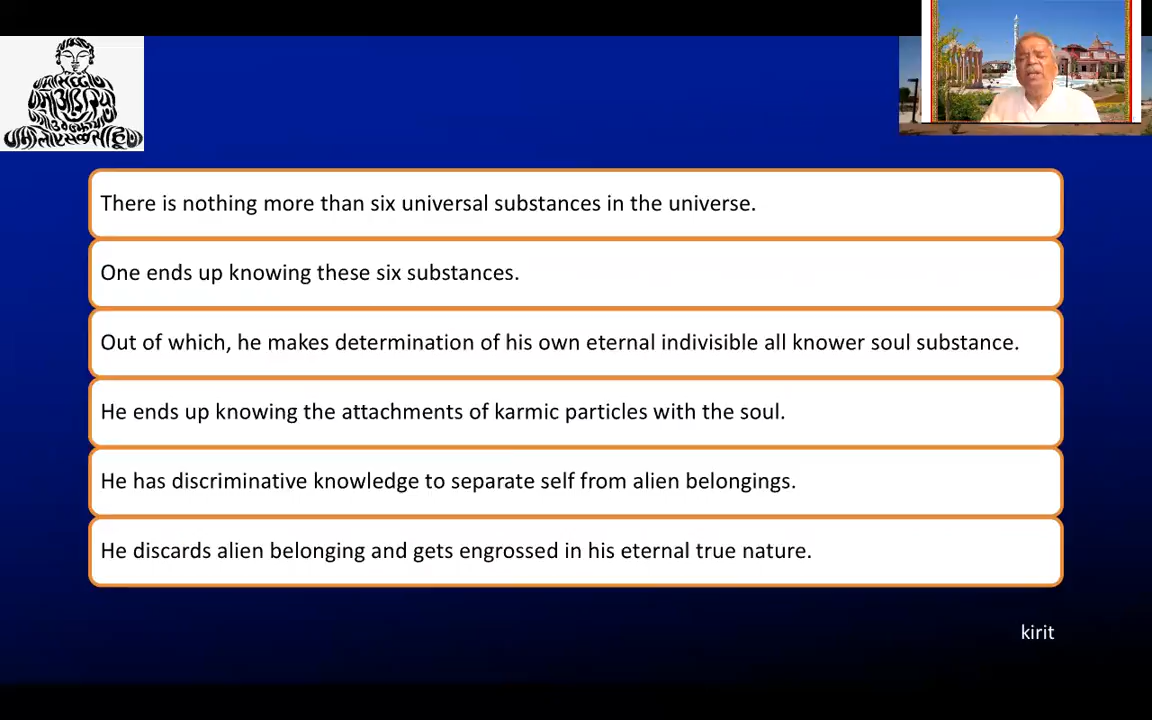 There is nothing more than six universal substances in the universe.
One ends up knowing these six substances.
Out of which, he makes determination of his own eternal indivisible all knower soul substance.
He ends up knowing the attachments of karmic particles with the soul.
He has discriminative knowledge to separate self from alien belongings.
He discards alien belonging and gets engrossed in his eternal true nature.
kirit